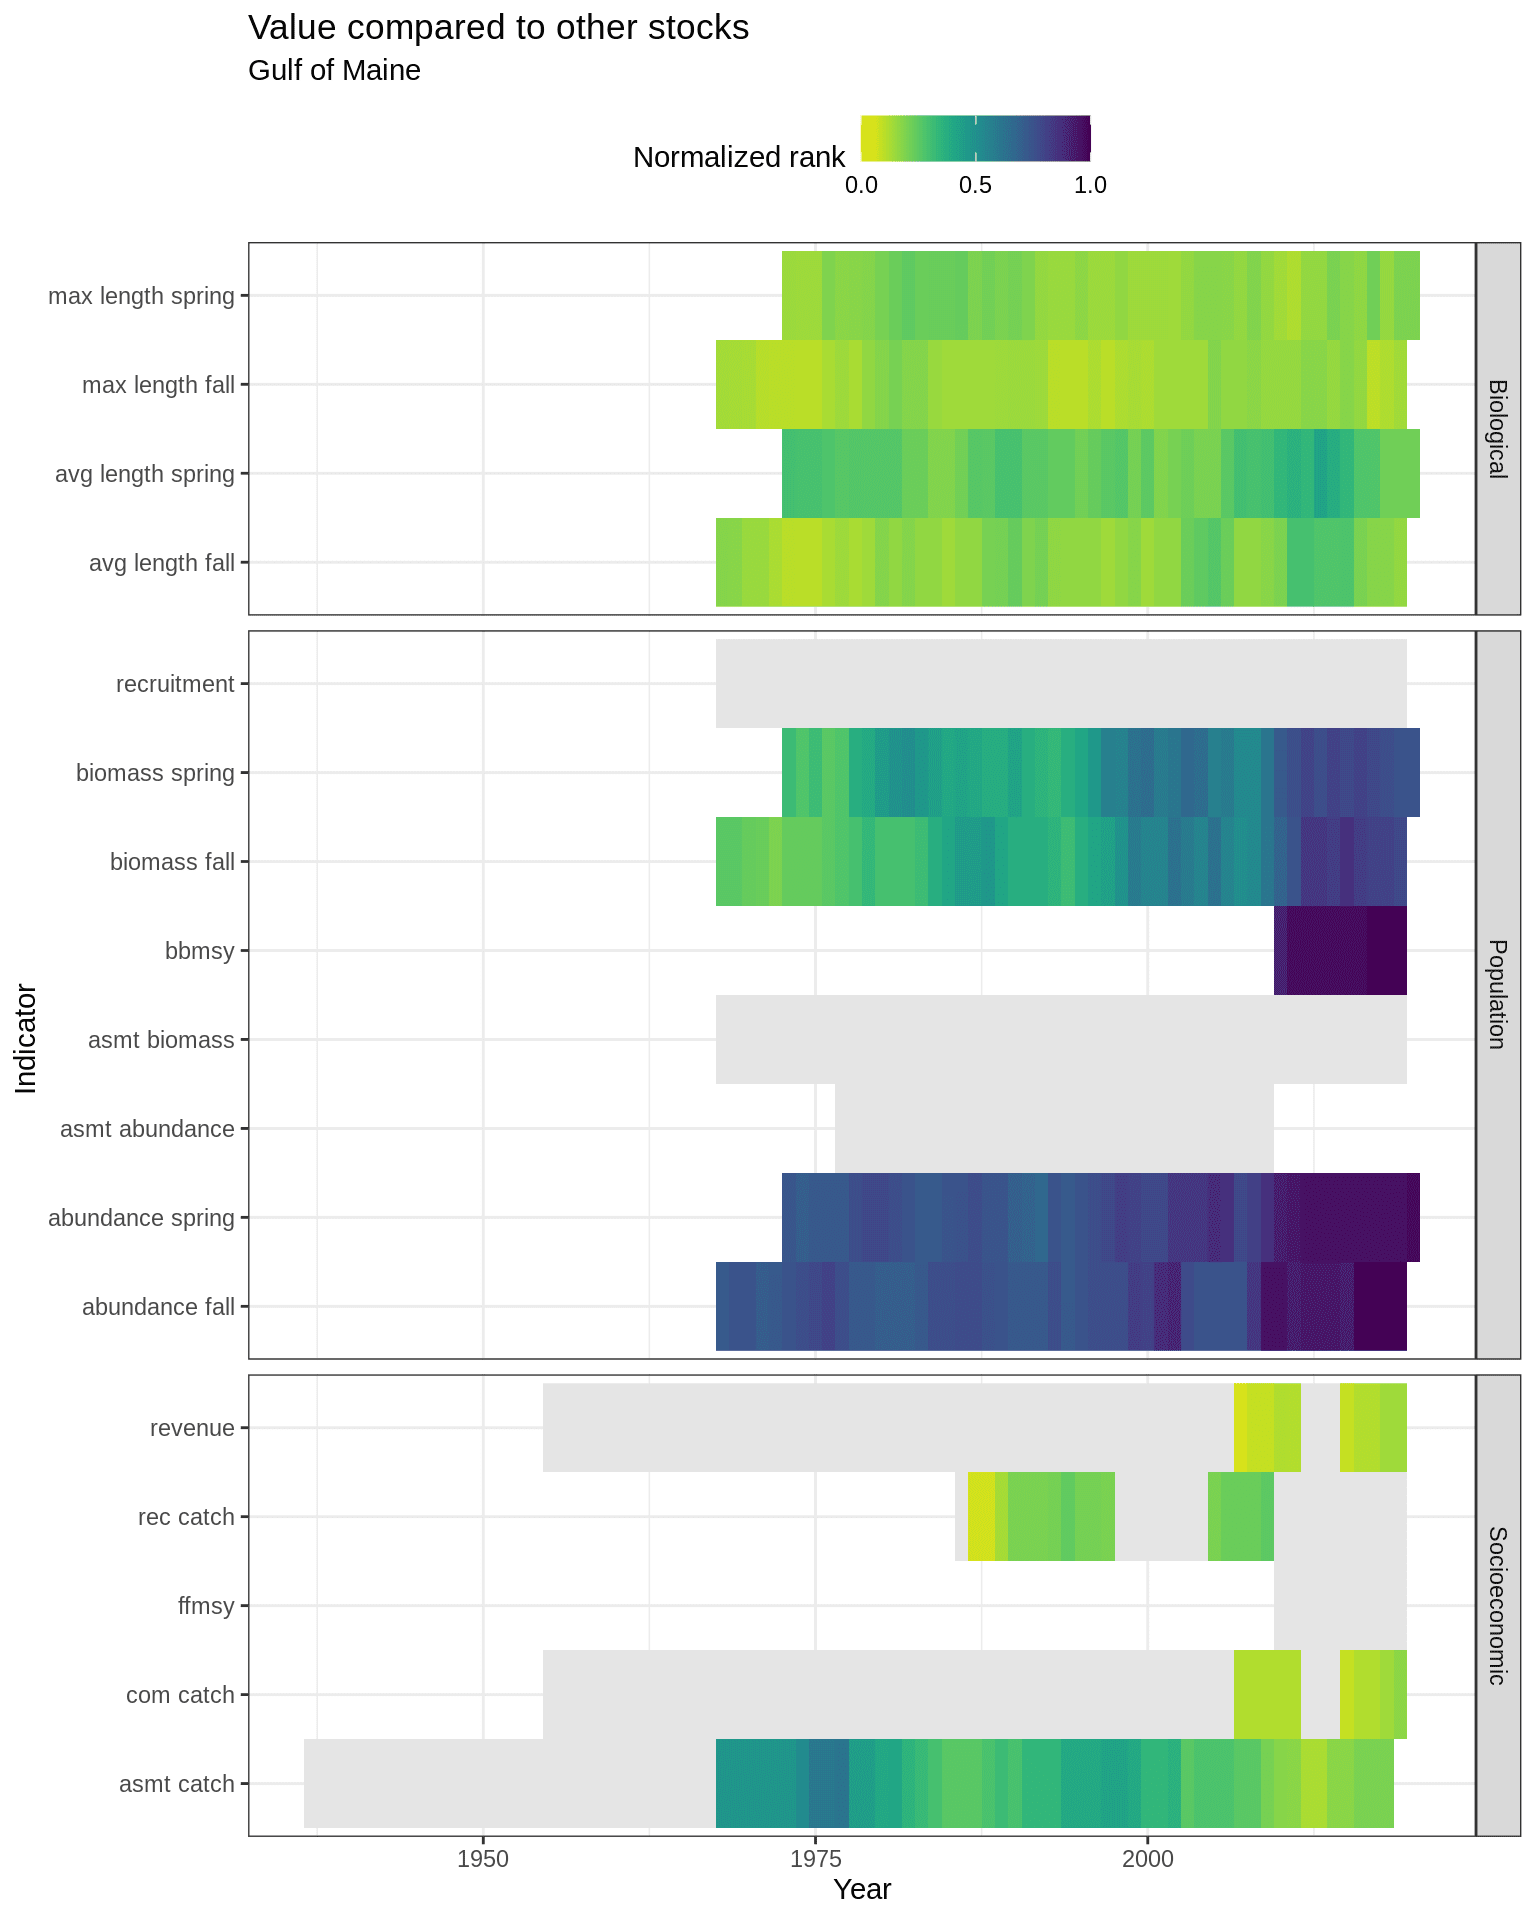 Value compared to other stocks
Gulf of Maine
Normalized rank
0.0 0.5 1.0
max length spring
max length fall
avg length spring
avg length fall
Biological
recruitment
biomass spring
biomass fall
bbmsy
asmt biomass
asmt abundance
abundance spring
abundance fall
Population
revenue
rec catch
ffmsy
com catch
asmt catch
Socioeconomic
Indicator
1950 1975 2000
Year